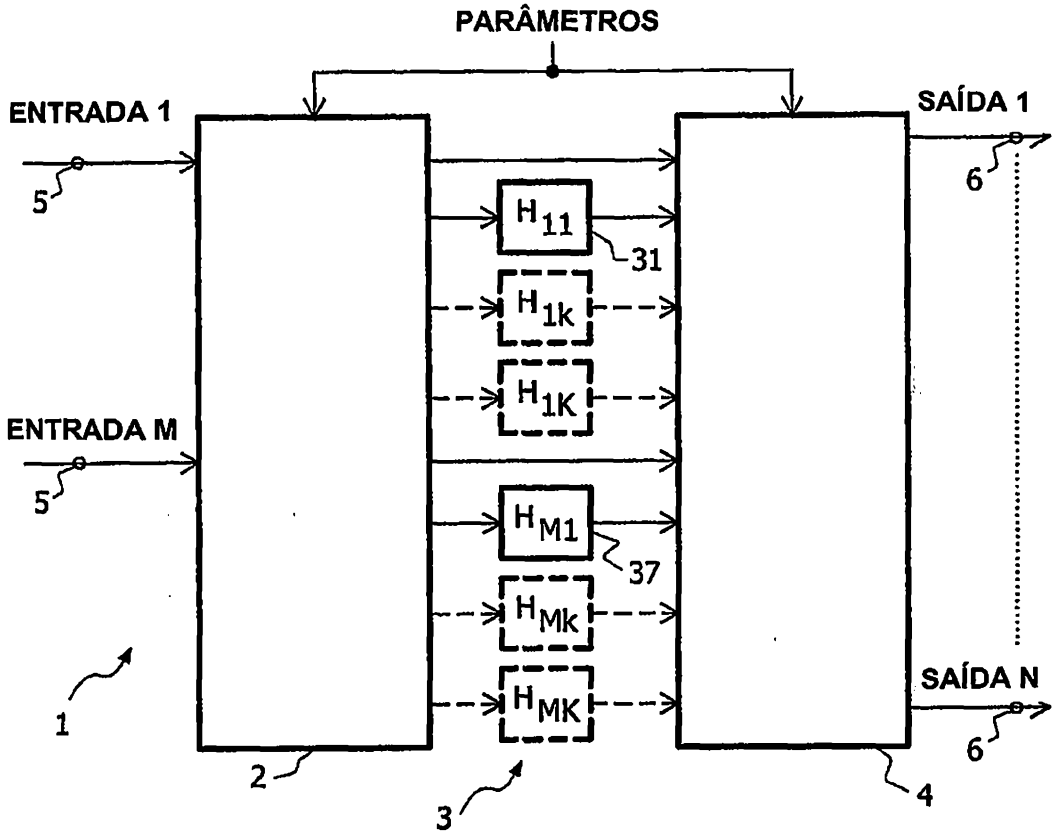 PARÂMETROS
ENTRADA 1
SAÍDA 1
5
6
H11
31
H1k
H1K
ENTRADA M
5
HM1
37
HMk
HMK
SAÍDA N
1
2
3
4
6